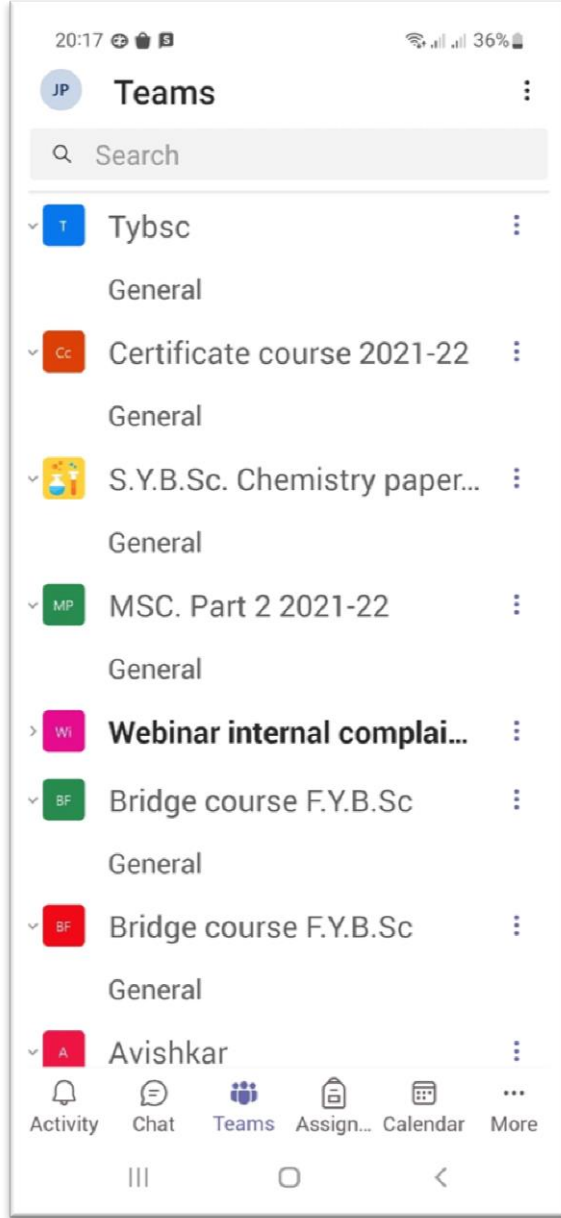 20:17 36%
JP Teams
Search
T Tybsc
General
Cc Certificate course 2021-22
General
S.Y.B.Sc. Chemistry paper...
General
MP MSC. Part 2 2021-22
General
Wi Webinar internal complai...
BF Bridge course F.Y.B.Sc
General
BF Bridge course F.Y.B.Sc
General
A Avishkar
Activity Chat Teams Assign... Calendar More